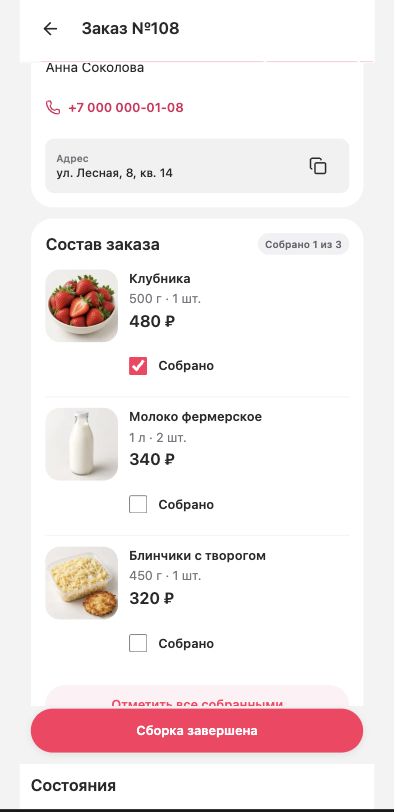 Заказ №108
Анна Соколова
+7 000 000-01-08
Адрес
ул. Лесная, 8, кв. 14
Состав заказа
Собрано 1 из 3
Клубника
500 г · 1 шт.
480 ₽
Собрано
Молоко фермерское
1 л · 2 шт.
340 ₽
Собрано
Блинчики с творогом
450 г · 1 шт.
320 ₽
Собрано
Отметить все собранными
Сборка завершена
Состояния